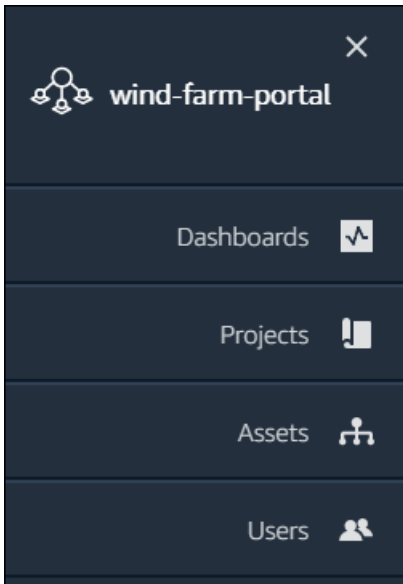 wind-farm-portal
Dashboards
Projects
Assets
Users